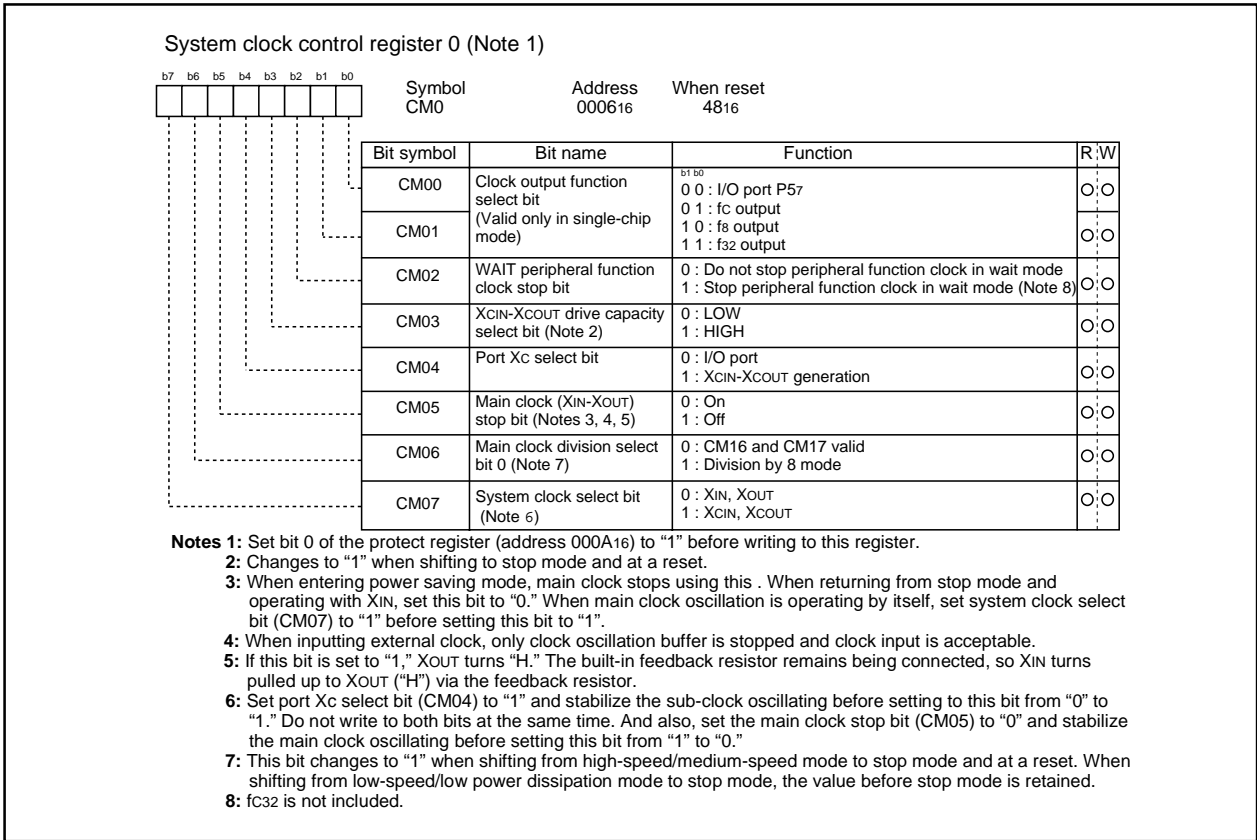 System clock control register 0 (Note 1)
b7 b6 b5 b4 b3 b2 b1 b0
Symbol Address When reset
CM0 000616 4816
Bit symbol Bit name Function R W
CM00 Clock output function select bit (Valid only in single-chip mode)
b1 b0
0 0 : I/O port P57
0 1 : fC output
1 0 : f8 output
1 1 : f32 output
CM01
CM02 WAIT peripheral function clock stop bit
0 : Do not stop peripheral function clock in wait mode
1 : Stop peripheral function clock in wait mode (Note 8)
CM03 XCIN-XCOUT drive capacity select bit (Note 2)
0 : LOW
1 : HIGH
CM04 Port XC select bit
0 : I/O port
1 : XCIN-XCOUT generation
CM05 Main clock (XIN-XOUT) stop bit (Notes 3, 4, 5)
0 : On
1 : Off
CM06 Main clock division select bit 0 (Note 7)
0 : CM16 and CM17 valid
1 : Division by 8 mode
CM07 System clock select bit (Note 6)
0 : XIN, XOUT
1 : XCIN, XCOUT
Notes 1: Set bit 0 of the protect register (address 000A16) to “1” before writing to this register.
2: Changes to “1” when shifting to stop mode and at a reset.
3: When entering power saving mode, main clock stops using this . When returning from stop mode and
operating with XIN, set this bit to “0.” When main clock oscillation is operating by itself, set system clock select
bit (CM07) to “1” before setting this bit to “1”.
4: When inputting external clock, only clock oscillation buffer is stopped and clock input is acceptable.
5: If this bit is set to “1,” XOUT turns “H.” The built-in feedback resistor remains being connected, so XIN turns
pulled up to XOUT (“H”) via the feedback resistor.
6: Set port Xc select bit (CM04) to “1” and stabilize the sub-clock oscillating before setting to this bit from “0” to
“1.” Do not write to both bits at the same time. And also, set the main clock stop bit (CM05) to “0” and stabilize
the main clock oscillating before setting this bit from “1” to “0.”
7: This bit changes to “1” when shifting from high-speed/medium-speed mode to stop mode and at a reset. When
shifting from low-speed/low power dissipation mode to stop mode, the value before stop mode is retained.
8: fC32 is not included.